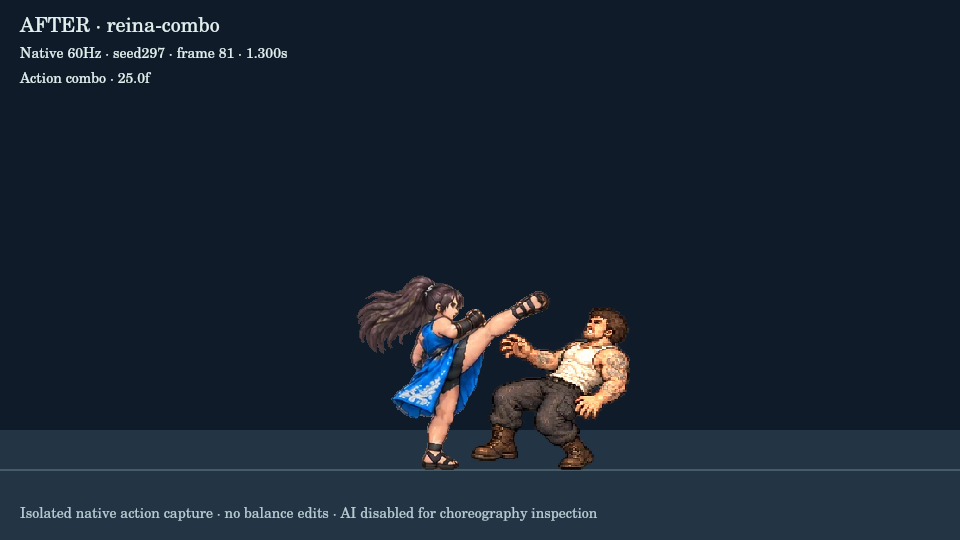 AFTER · reina-combo
Native 60Hz · seed297 · frame 81 · 1.300s
Action combo · 25.0f
Isolated native action capture · no balance edits · AI disabled for choreography inspection